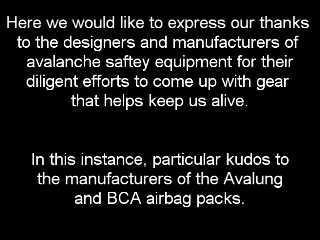 Here we would like to express our thanks
to the designers and manufacturers of
avalanche saftey equipment for their
diligent efforts to come up with gear
that helps keep us alive.
In this instance, particular kudos to
the manufacturers of the Avalung
and BCA airbag packs.